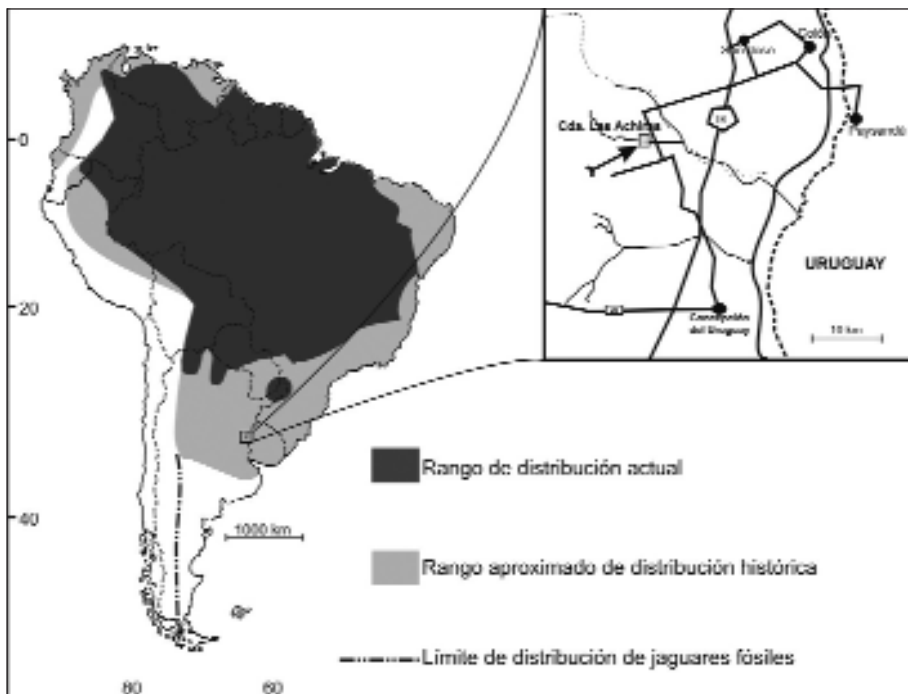 0
20
40
80
60
1000 km
Colón
Cda. Las Achiras
Paysandú
URUGUAY
Concepción
del Uruguay
10 km
Rango de distribución actual
Rango aproximado de distribución histórica
Límite de distribución de jaguares fósiles